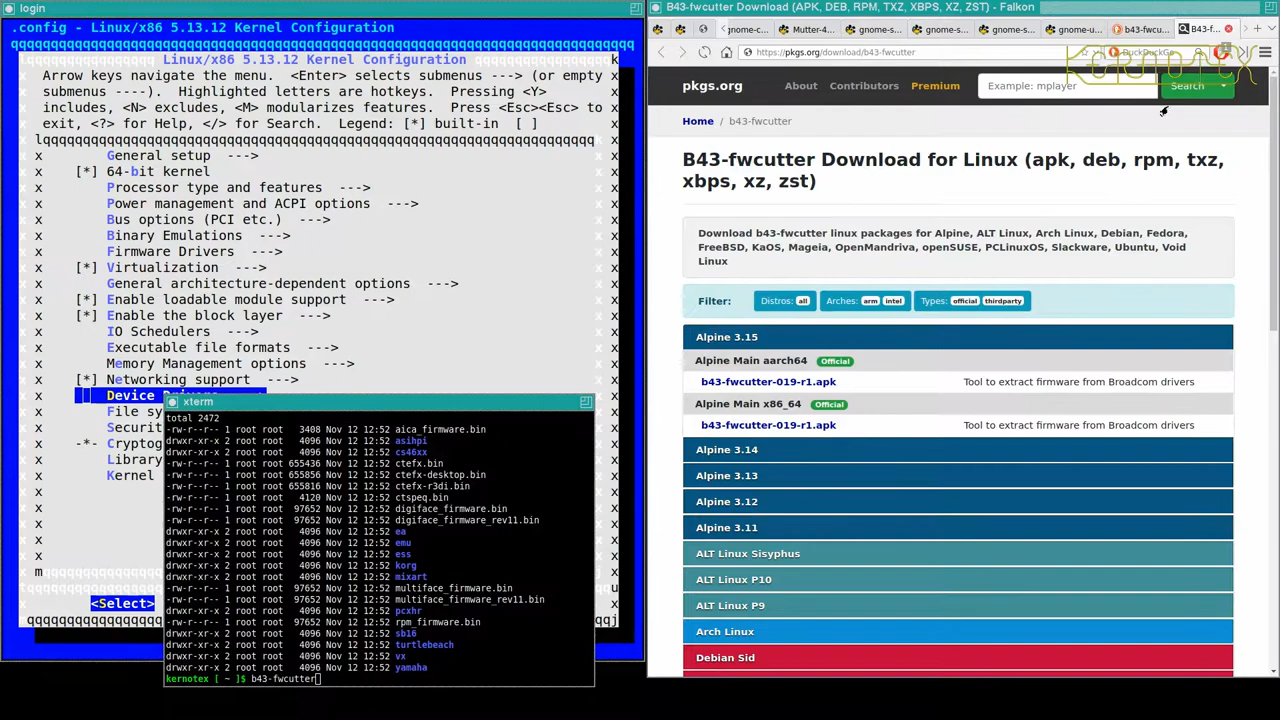 login
.config - Linux/x86 5.13.12 Kernel Configuration
qqqqqqqqqqqqqqqqqqqqqqqqqqqqqqqqqqqqqqqqqqqqqqqqqqqqqqqqqqqqqqqqqqqqqqqqqqqq
Linux/x86 5.13.12 Kernel Configuration
Arrow keys navigate the menu. <Enter> selects submenus ---> (or empty
submenus ----). Highlighted letters are hotkeys. Pressing <Y>
includes, <N> excludes, <M> modularizes features. Press <Esc><Esc> to
exit, <?> for Help, </> for Search. Legend: [*] built-in [ ]
x General setup --->
x [*] 64-bit kernel
x Processor type and features --->
x Power management and ACPI options --->
x Bus options (PCI etc.) --->
x Binary Emulations --->
x Firmware Drivers --->
x [*] Virtualization --->
x General architecture-dependent options --->
x [*] Enable loadable module support --->
x [*] Enable the block layer --->
x IO Schedulers --->
x Executable file formats --->
x Memory Management options --->
x [*] Networking support --->
x Device
x File sy
x Securit
x -*- Cryptog
x Library
x Kernel
<Select>
xterm
total 2472
-rw-r--r-- 1 root root 3408 Nov 12 12:52 aica_firmware.bin
drwxr-xr-x 2 root root 4096 Nov 12 12:52 asihpi
drwxr-xr-x 2 root root 4096 Nov 12 12:52 cs46xx
-rw-r--r-- 1 root root 655436 Nov 12 12:52 ctefx.bin
-rw-r--r-- 1 root root 655856 Nov 12 12:52 ctefx-desktop.bin
-rw-r--r-- 1 root root 655816 Nov 12 12:52 ctefx-r3di.bin
-rw-r--r-- 1 root root 4120 Nov 12 12:52 ctspeq.bin
-rw-r--r-- 1 root root 97652 Nov 12 12:52 digiface_firmware.bin
-rw-r--r-- 1 root root 97652 Nov 12 12:52 digiface_firmware_rev11.bin
drwxr-xr-x 2 root root 4096 Nov 12 12:52 ea
drwxr-xr-x 2 root root 4096 Nov 12 12:52 emu
drwxr-xr-x 2 root root 4096 Nov 12 12:52 ess
drwxr-xr-x 2 root root 4096 Nov 12 12:52 korg
drwxr-xr-x 2 root root 4096 Nov 12 12:52 mixart
-rw-r--r-- 1 root root 97652 Nov 12 12:52 multiface_firmware.bin
-rw-r--r-- 1 root root 97652 Nov 12 12:52 multiface_firmware_rev11.bin
drwxr-xr-x 2 root root 4096 Nov 12 12:52 pcxhr
-rw-r--r-- 1 root root 97652 Nov 12 12:52 rpm_firmware.bin
drwxr-xr-x 2 root root 4096 Nov 12 12:52 sb16
drwxr-xr-x 2 root root 4096 Nov 12 12:52 turtlebeach
drwxr-xr-x 2 root root 4096 Nov 12 12:52 vx
drwxr-xr-x 2 root root 4096 Nov 12 12:52 yamaha
kernotex [ ~ ]$ b43-fwcutter
B43-fwcutter Download (APK, DEB, RPM, TXZ, XBPS, XZ, ZST) - Falkon
gnome-c Mutter-4 gnome-s gnome-s gnome-s gnome-u b43-fwcu B43-f
https://pkgs.org/download/b43-fwcutter DuckDuckGo
KERNOTEX
pkgs.org About Contributors Premium Example: mplayer Search
Home / b43-fwcutter
B43-fwcutter Download for Linux (apk, deb, rpm, txz,
xbps, xz, zst)
Download b43-fwcutter linux packages for Alpine, ALT Linux, Arch Linux, Debian, Fedora,
FreeBSD, KaOS, Mageia, OpenMandriva, openSUSE, PCLinuxOS, Slackware, Ubuntu, Void
Linux
Filter: Distros: all Arches: arm intel Types: official thirdparty
Alpine 3.15
Alpine Main aarch64 Official
b43-fwcutter-019-r1.apk Tool to extract firmware from Broadcom drivers
Alpine Main x86_64 Official
b43-fwcutter-019-r1.apk Tool to extract firmware from Broadcom drivers
Alpine 3.14
Alpine 3.13
Alpine 3.12
Alpine 3.11
ALT Linux Sisyphus
ALT Linux P10
ALT Linux P9
Arch Linux
Debian Sid